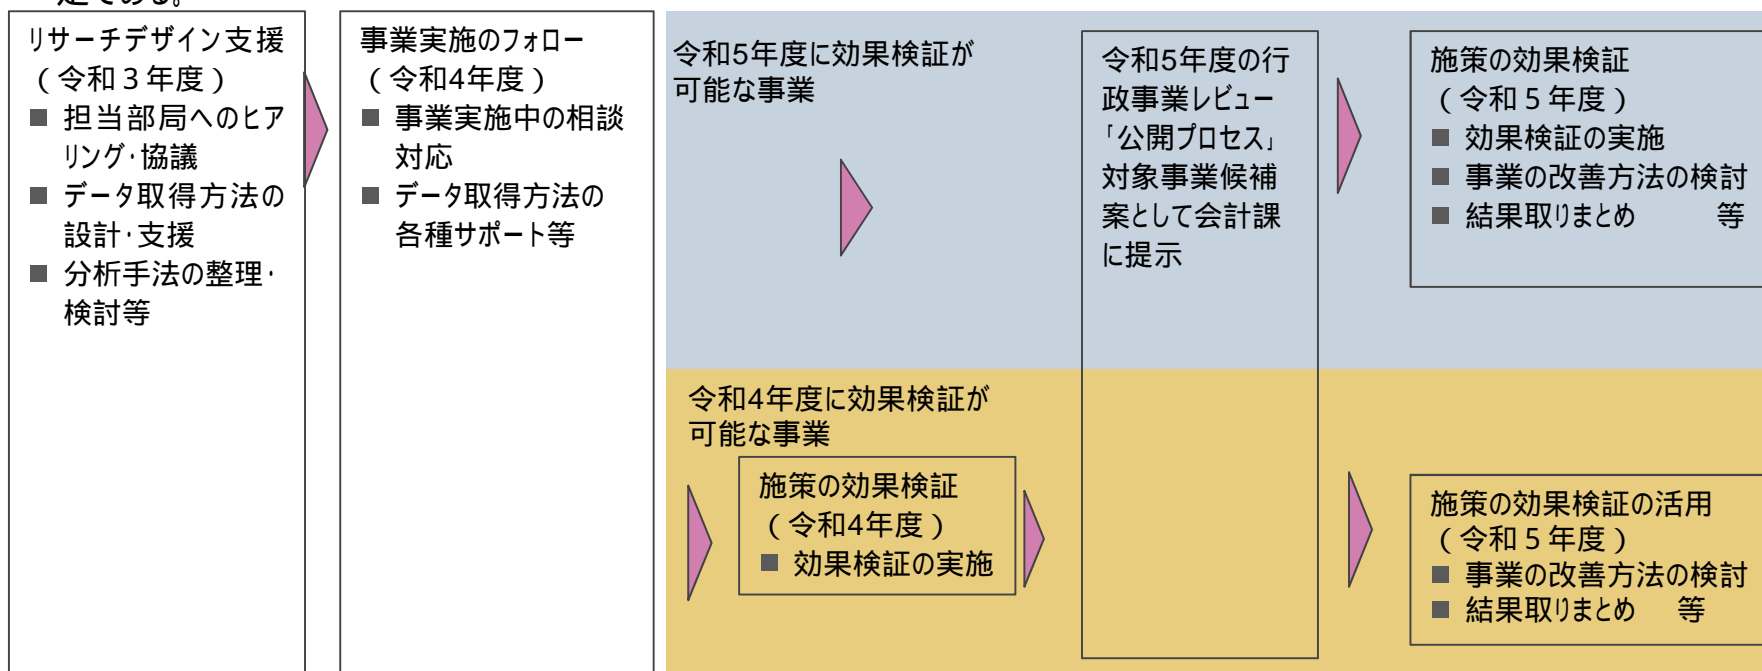 定である。
リサーチデザイン支援
（令和３年度）
■ 担当部局へのヒア
リング・協議
■ データ取得方法の
設計・支援
■ 分析手法の整理・
検討等
事業実施のフォロー
（令和4年度）
■ 事業実施中の相談
対応
■ データ取得方法の
各種サポート等
令和5年度に効果検証が
可能な事業
令和5年度の行
政事業レビュー
「公開プロセス」
対象事業候補
案として会計課
に提示
施策の効果検証
（令和５年度）
■ 効果検証の実施
■ 事業の改善方法の検討
■ 結果取りまとめ　　等
令和4年度に効果検証が
可能な事業
施策の効果検証
（令和4年度）
■ 効果検証の実施
施策の効果検証の活用
（令和５年度）
■ 事業の改善方法の検討
■ 結果取りまとめ　等